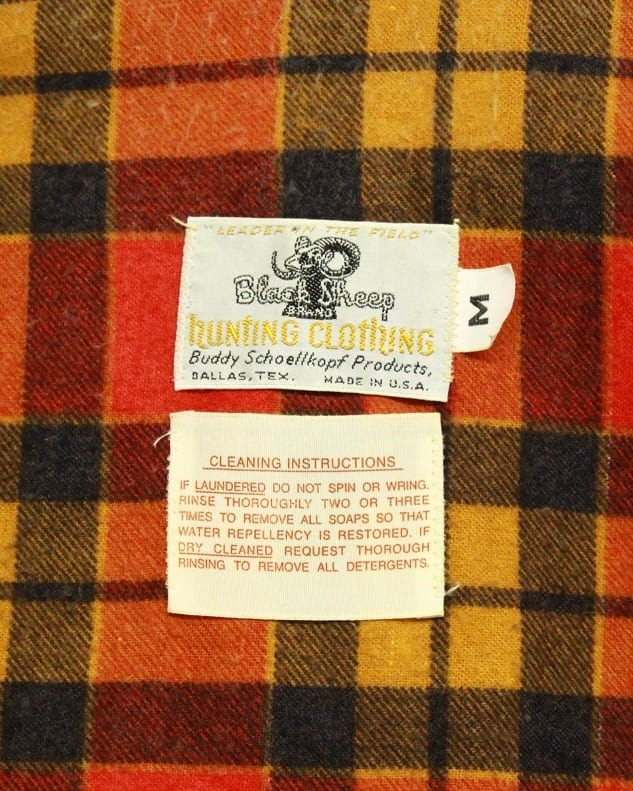 "LEADER IN THE FIELD"
Black Sheep
BRAND
HUNTING CLOTHING
Buddy Schoellkopf Products,
DALLAS, TEX. MADE IN U.S.A.
M
CLEANING INSTRUCTIONS
IF LAUNDERED DO NOT SPIN OR WRING.
RINSE THOROUGHLY TWO OR THREE
TIMES TO REMOVE ALL SOAPS SO THAT
WATER REPELLENCY IS RESTORED. IF
DRY CLEANED REQUEST THOROUGH
RINSING TO REMOVE ALL DETERGENTS.